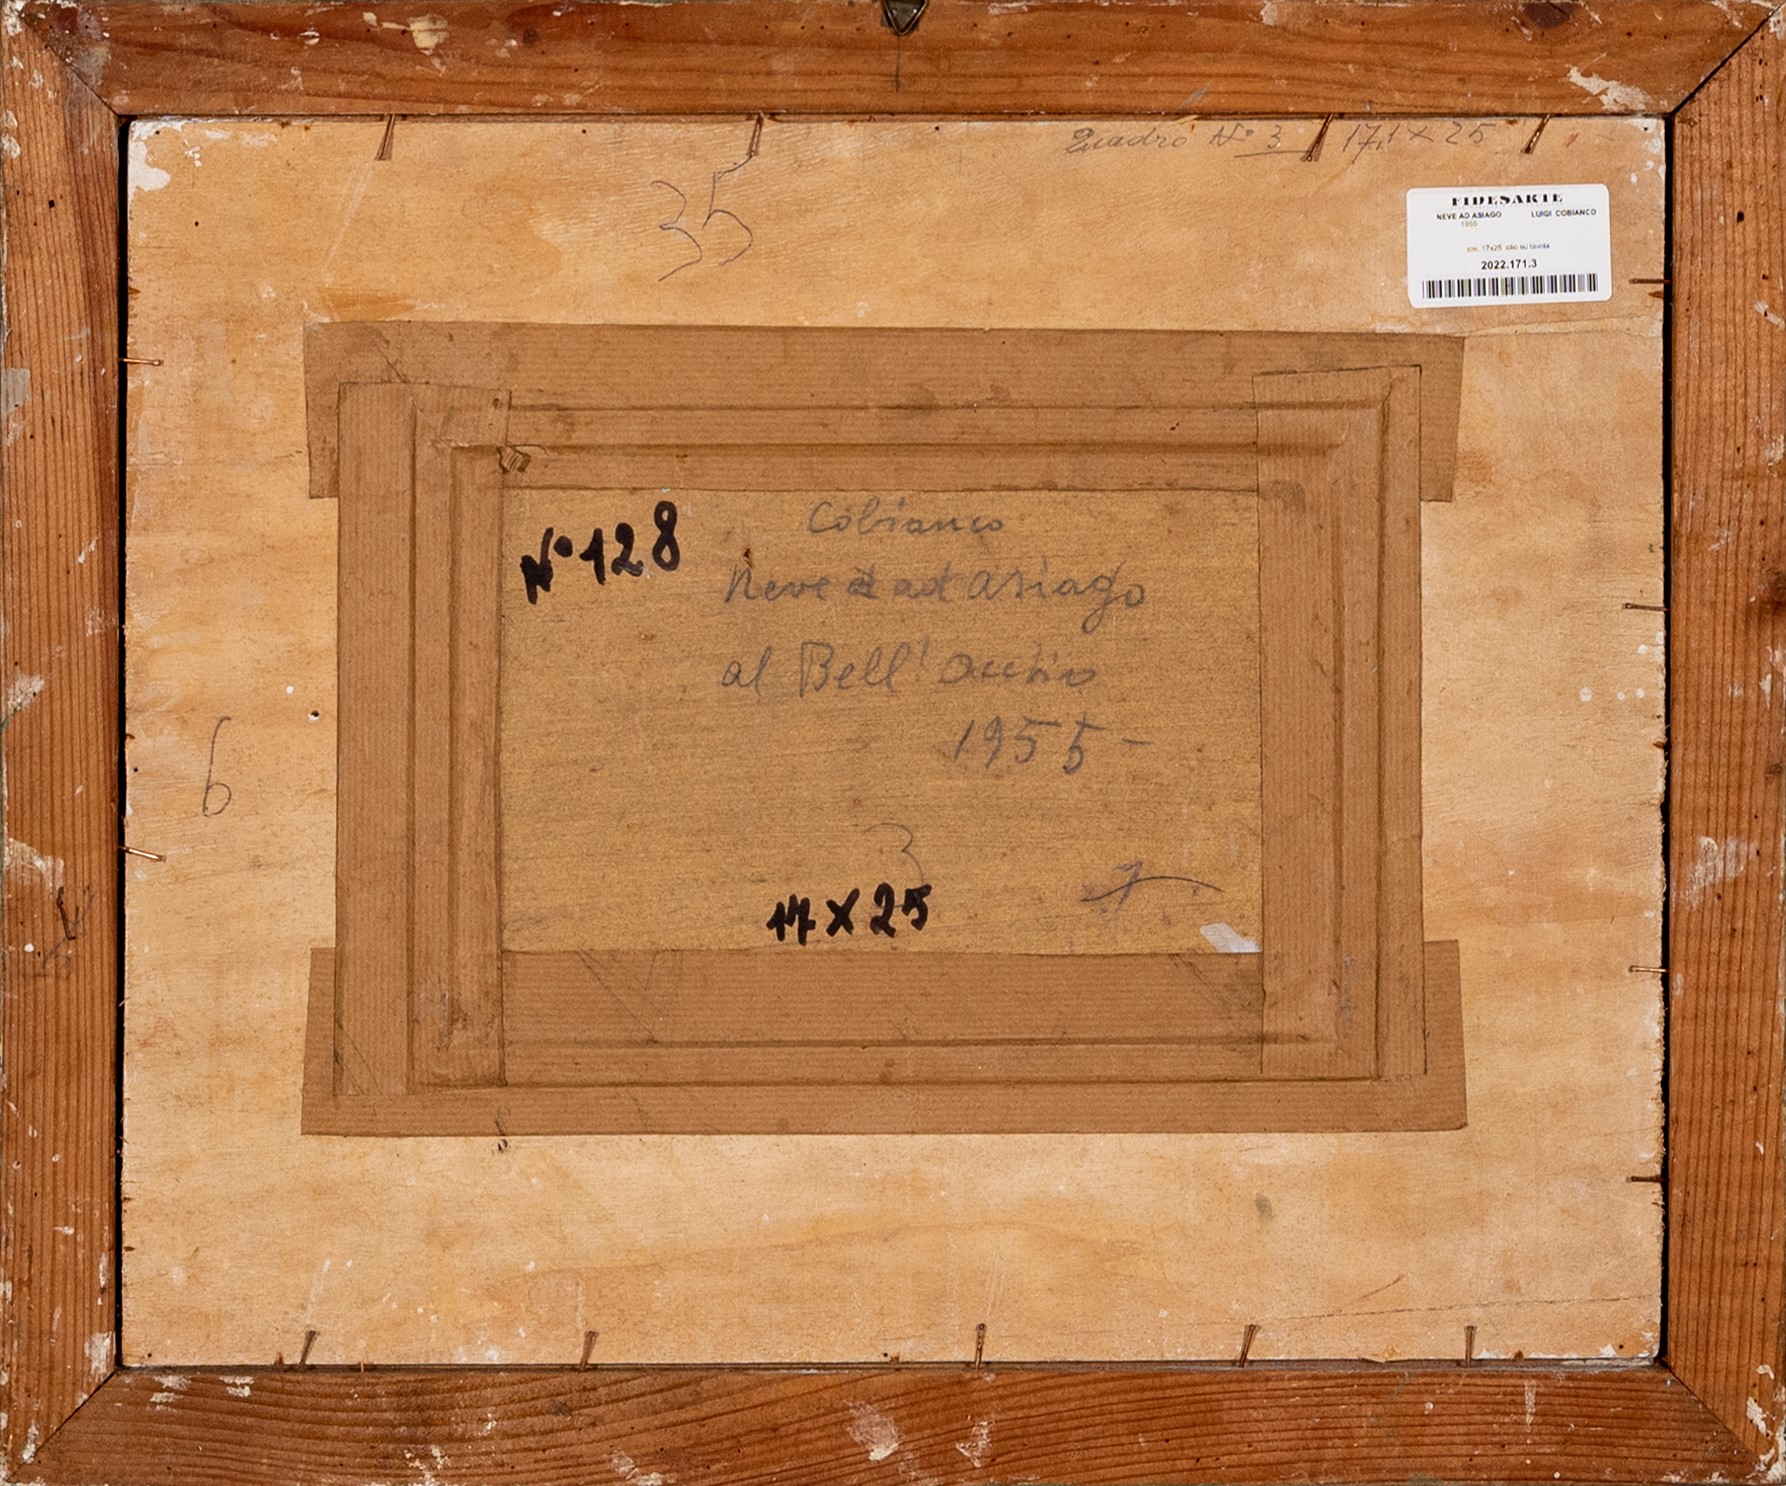 Quadro N° 3 17,1 X 25
35
FIDESARTE
NEVE AD ASIAGO LUIGI COBIANCO
1955
cm. 17x25 olio su tavola
2022.171.3
N° 128
Cobianco
Neve ad Asiago
al Bell' Occhio
1955-
6
3
17 X 25